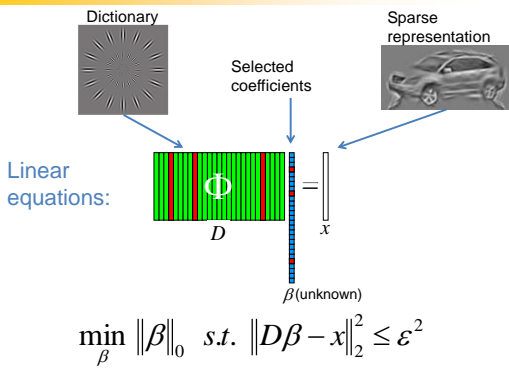 Dictionary
Sparse
representation
Selected
coefficients
Linear
equations:
Φ
=
D
x
β(unknown)
min ‖β‖₀ s.t. ‖Dβ − x‖₂² ≤ ε²
β